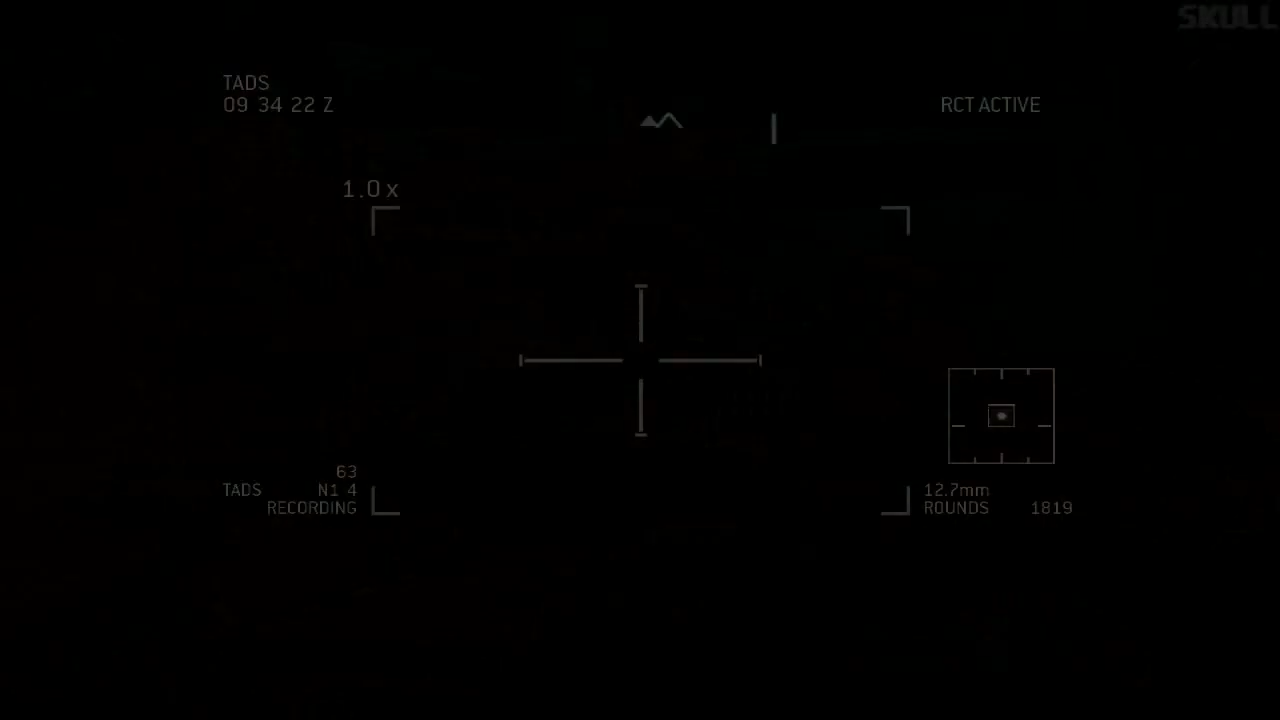 SKULL
TADS
09 34 22 Z
RCT ACTIVE
1.0 x
63
TADS N1 4
RECORDING
12.7mm
ROUNDS 1819